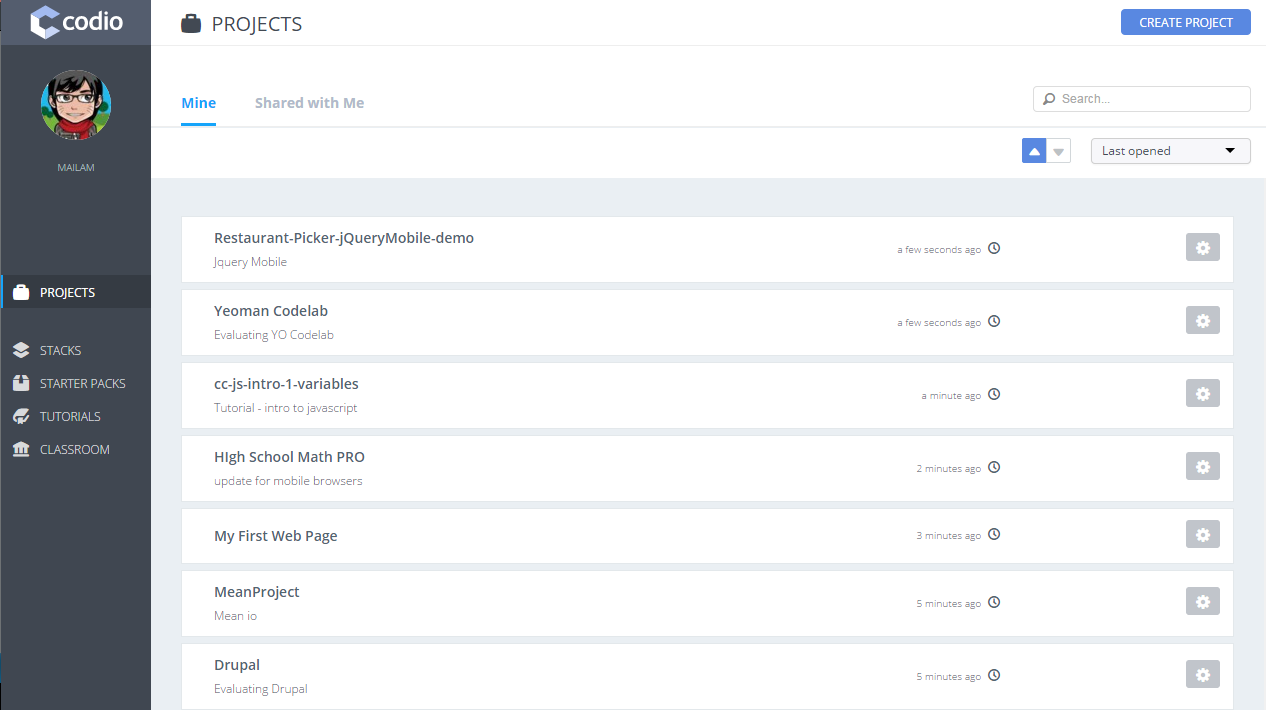 codio
PROJECTS
CREATE PROJECT
MAILAM
Mine
Shared with Me
Search...
Last opened
PROJECTS
STACKS
STARTER PACKS
TUTORIALS
CLASSROOM
Restaurant-Picker-jQueryMobile-demo
Jquery Mobile
a few seconds ago
Yeoman Codelab
Evaluating YO Codelab
a few seconds ago
cc-js-intro-1-variables
Tutorial - intro to javascript
a minute ago
HIgh School Math PRO
update for mobile browsers
2 minutes ago
My First Web Page
3 minutes ago
MeanProject
Mean io
5 minutes ago
Drupal
Evaluating Drupal
5 minutes ago